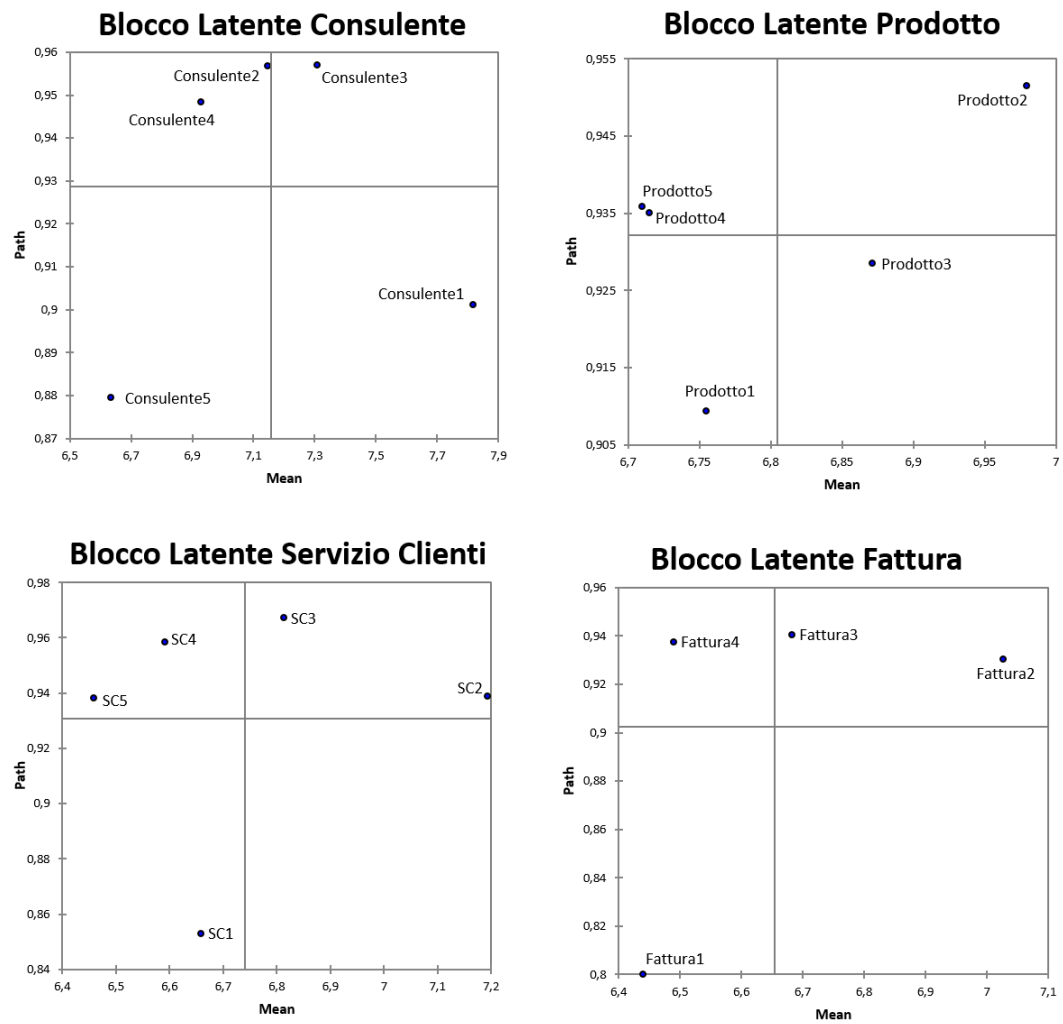 Blocco Latente Consulente
0,96
0,95
0,94
0,93
0,92
0,91
0,9
0,89
0,88
0,87
Path
Consulente2
Consulente3
Consulente4
Consulente1
Consulente5
6,5 6,7 6,9 7,1 7,3 7,5 7,7 7,9
Mean
Blocco Latente Prodotto
0,955
0,945
0,935
0,925
0,915
0,905
Path
Prodotto2
Prodotto5
Prodotto4
Prodotto3
Prodotto1
6,7 6,75 6,8 6,85 6,9 6,95 7
Mean
Blocco Latente Servizio Clienti
0,98
0,96
0,94
0,92
0,9
0,88
0,86
0,84
Path
SC3
SC4
SC2
SC5
SC1
6,4 6,5 6,6 6,7 6,8 6,9 7 7,1 7,2
Mean
Blocco Latente Fattura
0,96
0,94
0,92
0,9
0,88
0,86
0,84
0,82
0,8
Path
Fattura4
Fattura3
Fattura2
Fattura1
6,4 6,5 6,6 6,7 6,8 6,9 7 7,1
Mean